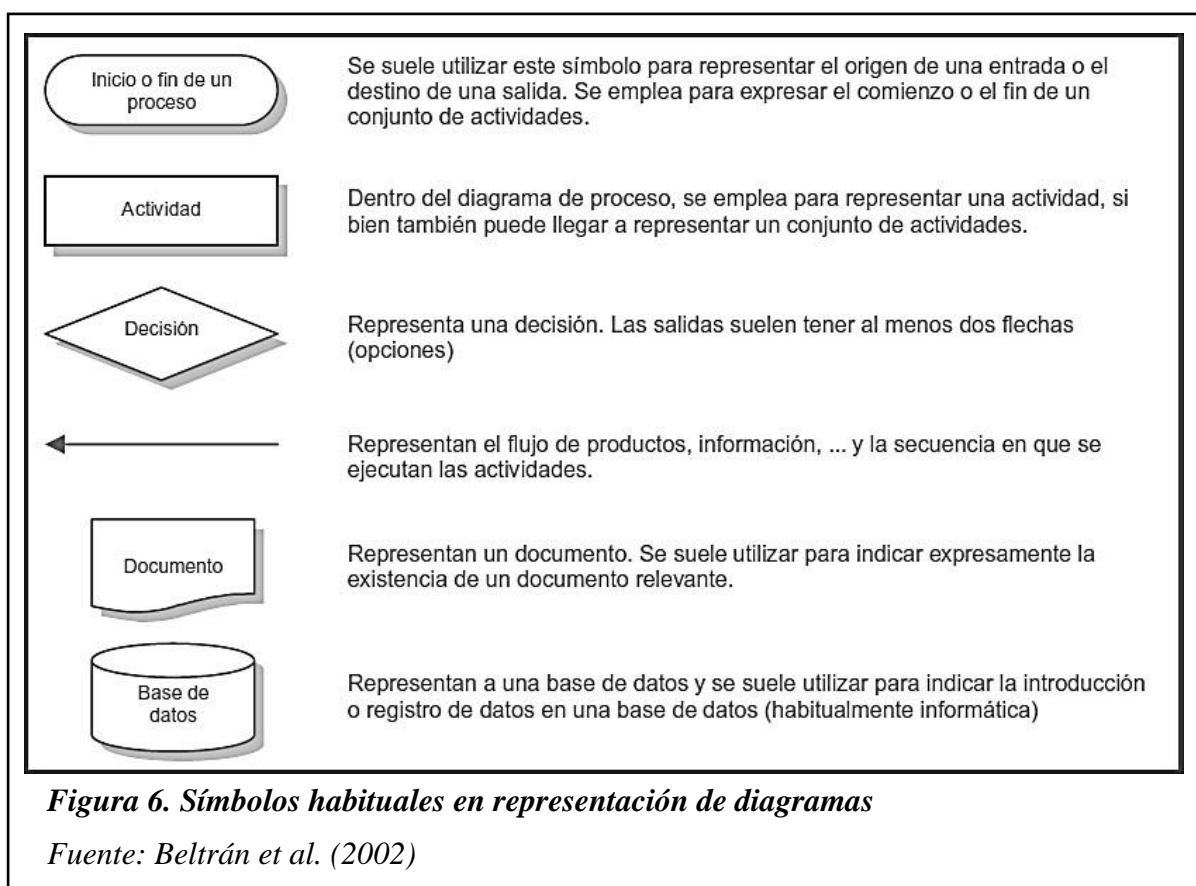 Inicio o fin de un
proceso
Se suele utilizar este símbolo para representar el origen de una entrada o el
destino de una salida. Se emplea para expresar el comienzo o el fin de un
conjunto de actividades.
Actividad
Dentro del diagrama de proceso, se emplea para representar una actividad, si
bien también puede llegar a representar un conjunto de actividades.
Decisión
Representa una decisión. Las salidas suelen tener al menos dos flechas
(opciones)
Representan el flujo de productos, información, ... y la secuencia en que se
ejecutan las actividades.
Documento
Representan un documento. Se suele utilizar para indicar expresamente la
existencia de un documento relevante.
Base de
datos
Representan a una base de datos y se suele utilizar para indicar la introducción
o registro de datos en una base de datos (habitualmente informática)
Figura 6. Símbolos habituales en representación de diagramas
Fuente: Beltrán et al. (2002)